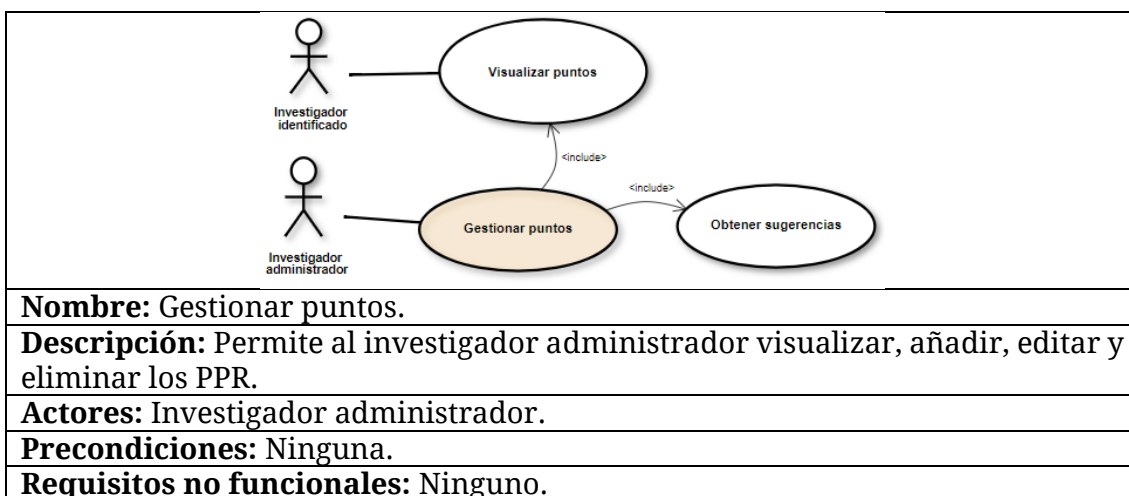 Visualizar puntos
Investigador
identificado
<include>
<include>
Gestionar puntos
Obtener sugerencias
Investigador
administrador
Nombre: Gestionar puntos.
Descripción: Permite al investigador administrador visualizar, añadir, editar y
eliminar los PPR.
Actores: Investigador administrador.
Precondiciones: Ninguna.
Requisitos no funcionales: Ninguno.